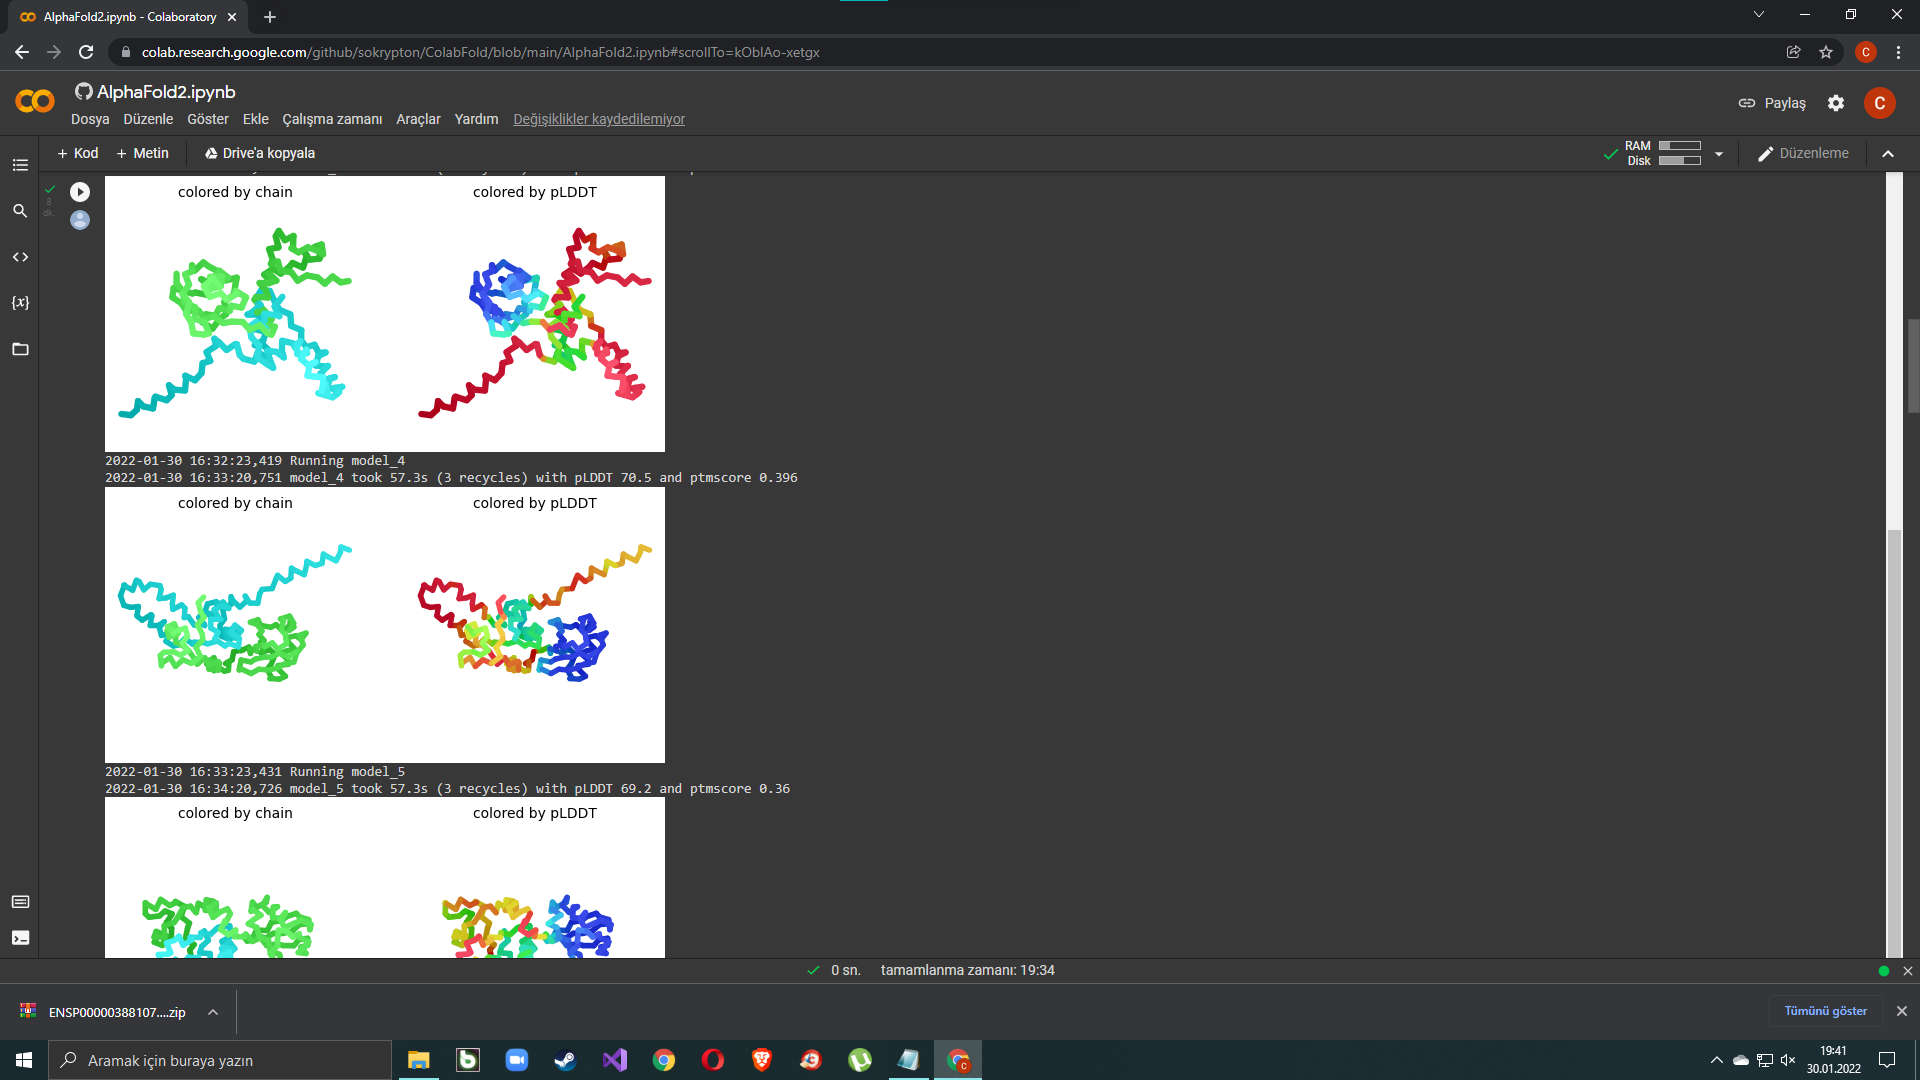 AlphaFold2.ipynb - Colaboratory
colab.research.google.com/github/sokrypton/ColabFold/blob/main/AlphaFold2.ipynb#scrollTo=kOblAo-xetgx
C
AlphaFold2.ipynb
Dosya Düzenle Göster Ekle Çalışma zamanı Araçlar Yardım Değişiklikler kaydedilemiyor
Paylaş
C
+ Kod + Metin Drive'a kopyala
RAM
Disk
Düzenleme
8
dk.
{x}
colored by chain colored by pLDDT
2022-01-30 16:32:23,419 Running model_4
2022-01-30 16:33:20,751 model_4 took 57.3s (3 recycles) with pLDDT 70.5 and ptmscore 0.396
colored by chain colored by pLDDT
2022-01-30 16:33:23,431 Running model_5
2022-01-30 16:34:20,726 model_5 took 57.3s (3 recycles) with pLDDT 69.2 and ptmscore 0.36
colored by chain colored by pLDDT
0 sn. tamamlanma zamanı: 19:34
ENSP00000388107....zip
Tümünü göster
Aramak için buraya yazın
19:41
30.01.2022